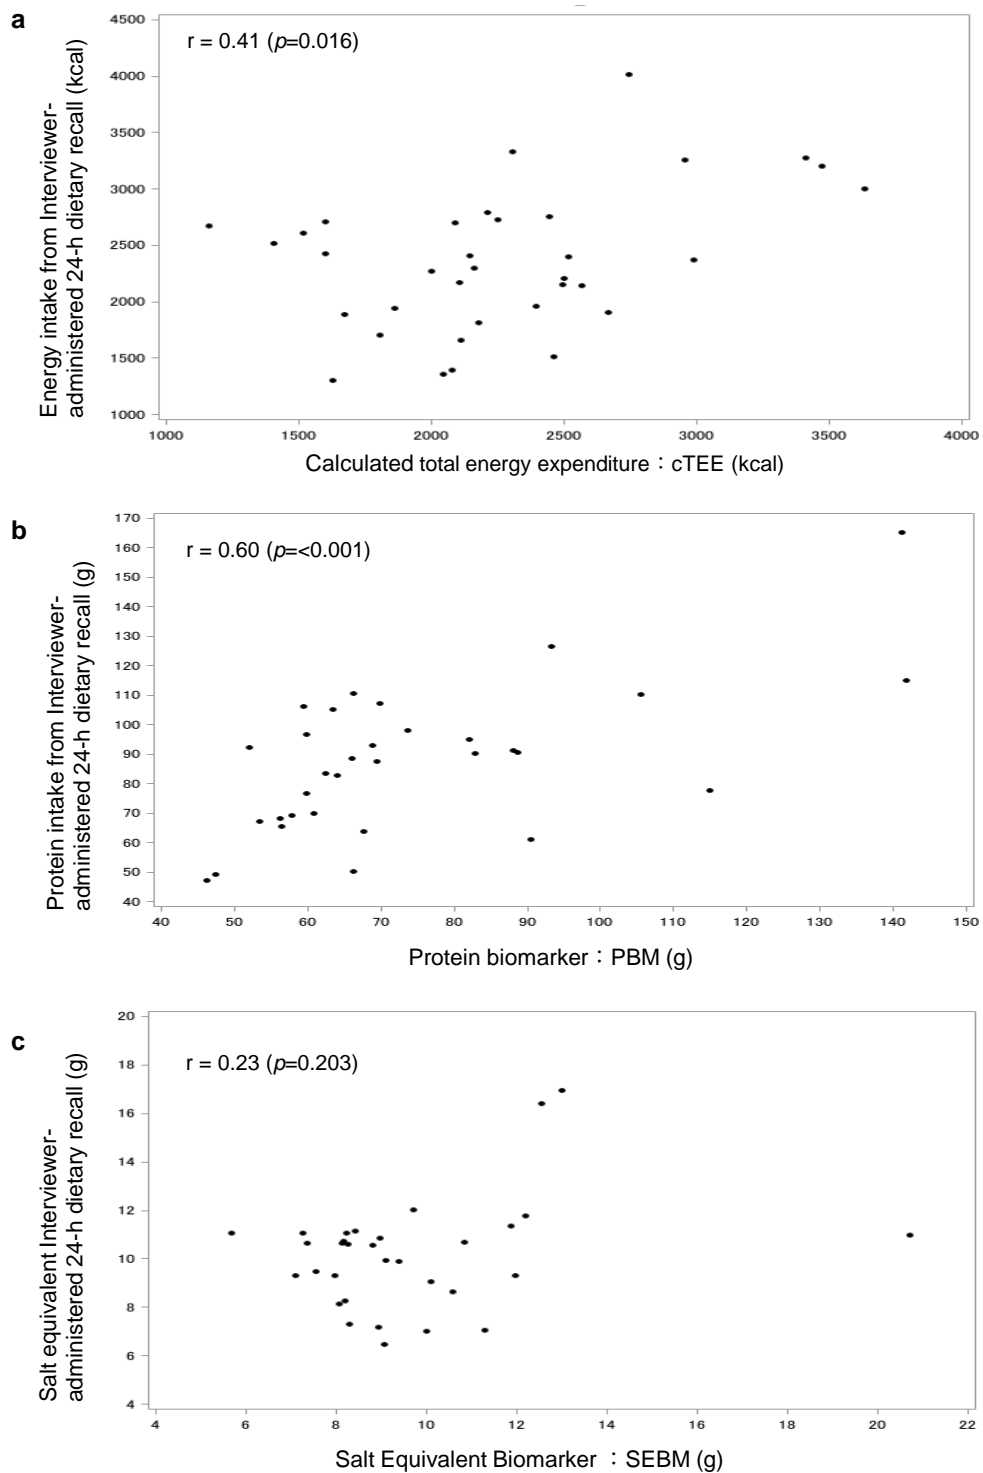 a
r = 0.41 (p=0.016)
Energy intake from Interviewer-
administered 24-h dietary recall (kcal)
4500
4000
3500
3000
2500
2000
1500
1000
1000 1500 2000 2500 3000 3500 4000
Calculated total energy expenditure：cTEE (kcal)
b
r = 0.60 (p=<0.001)
Protein intake from Interviewer-
administered 24-h dietary recall (g)
170
160
150
140
130
120
110
100
90
80
70
60
50
40
40 50 60 70 80 90 100 110 120 130 140 150
Protein biomarker：PBM (g)
c
r = 0.23 (p=0.203)
Salt equivalent Interviewer-
administered 24-h dietary recall (g)
20
18
16
14
12
10
8
6
4
4 6 8 10 12 14 16 18 20 22
Salt Equivalent Biomarker ：SEBM (g)